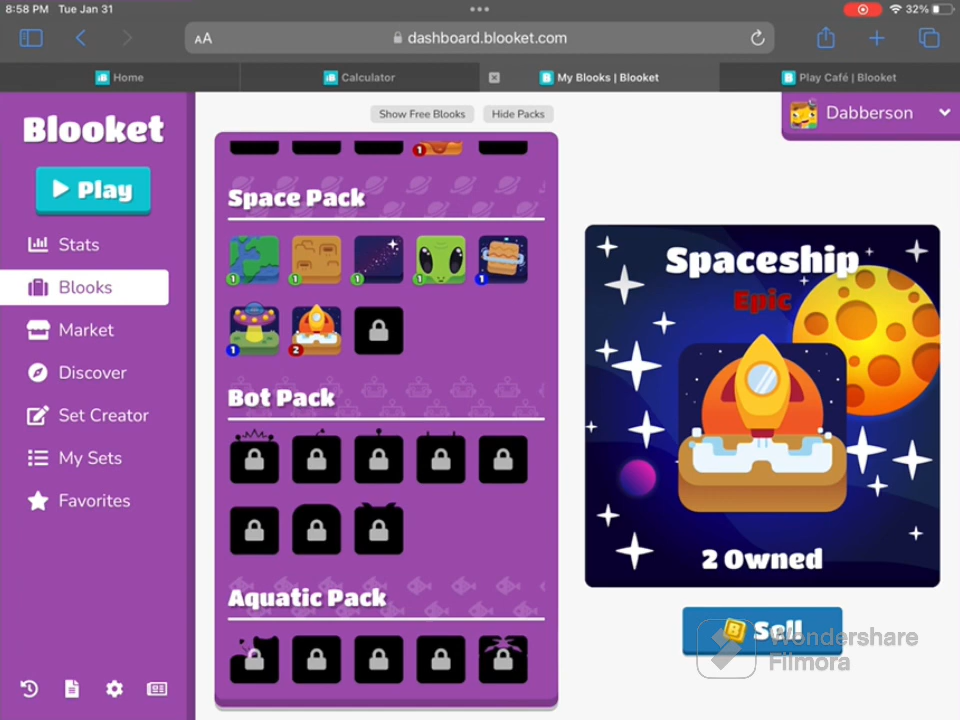 8:58 PM Tue Jan 31
32%
AA
dashboard.blooket.com
Home
Calculator
My Blooks | Blooket
Play Café | Blooket
Blooket
Play
Stats
Blooks
Market
Discover
Set Creator
My Sets
Favorites
Show Free Blooks
Hide Packs
Dabberson
1
Space Pack
1
1
1
1
1
1
2
Bot Pack
Aquatic Pack
Spaceship
Epic
2 Owned
B Sell
Wondershare
Filmora